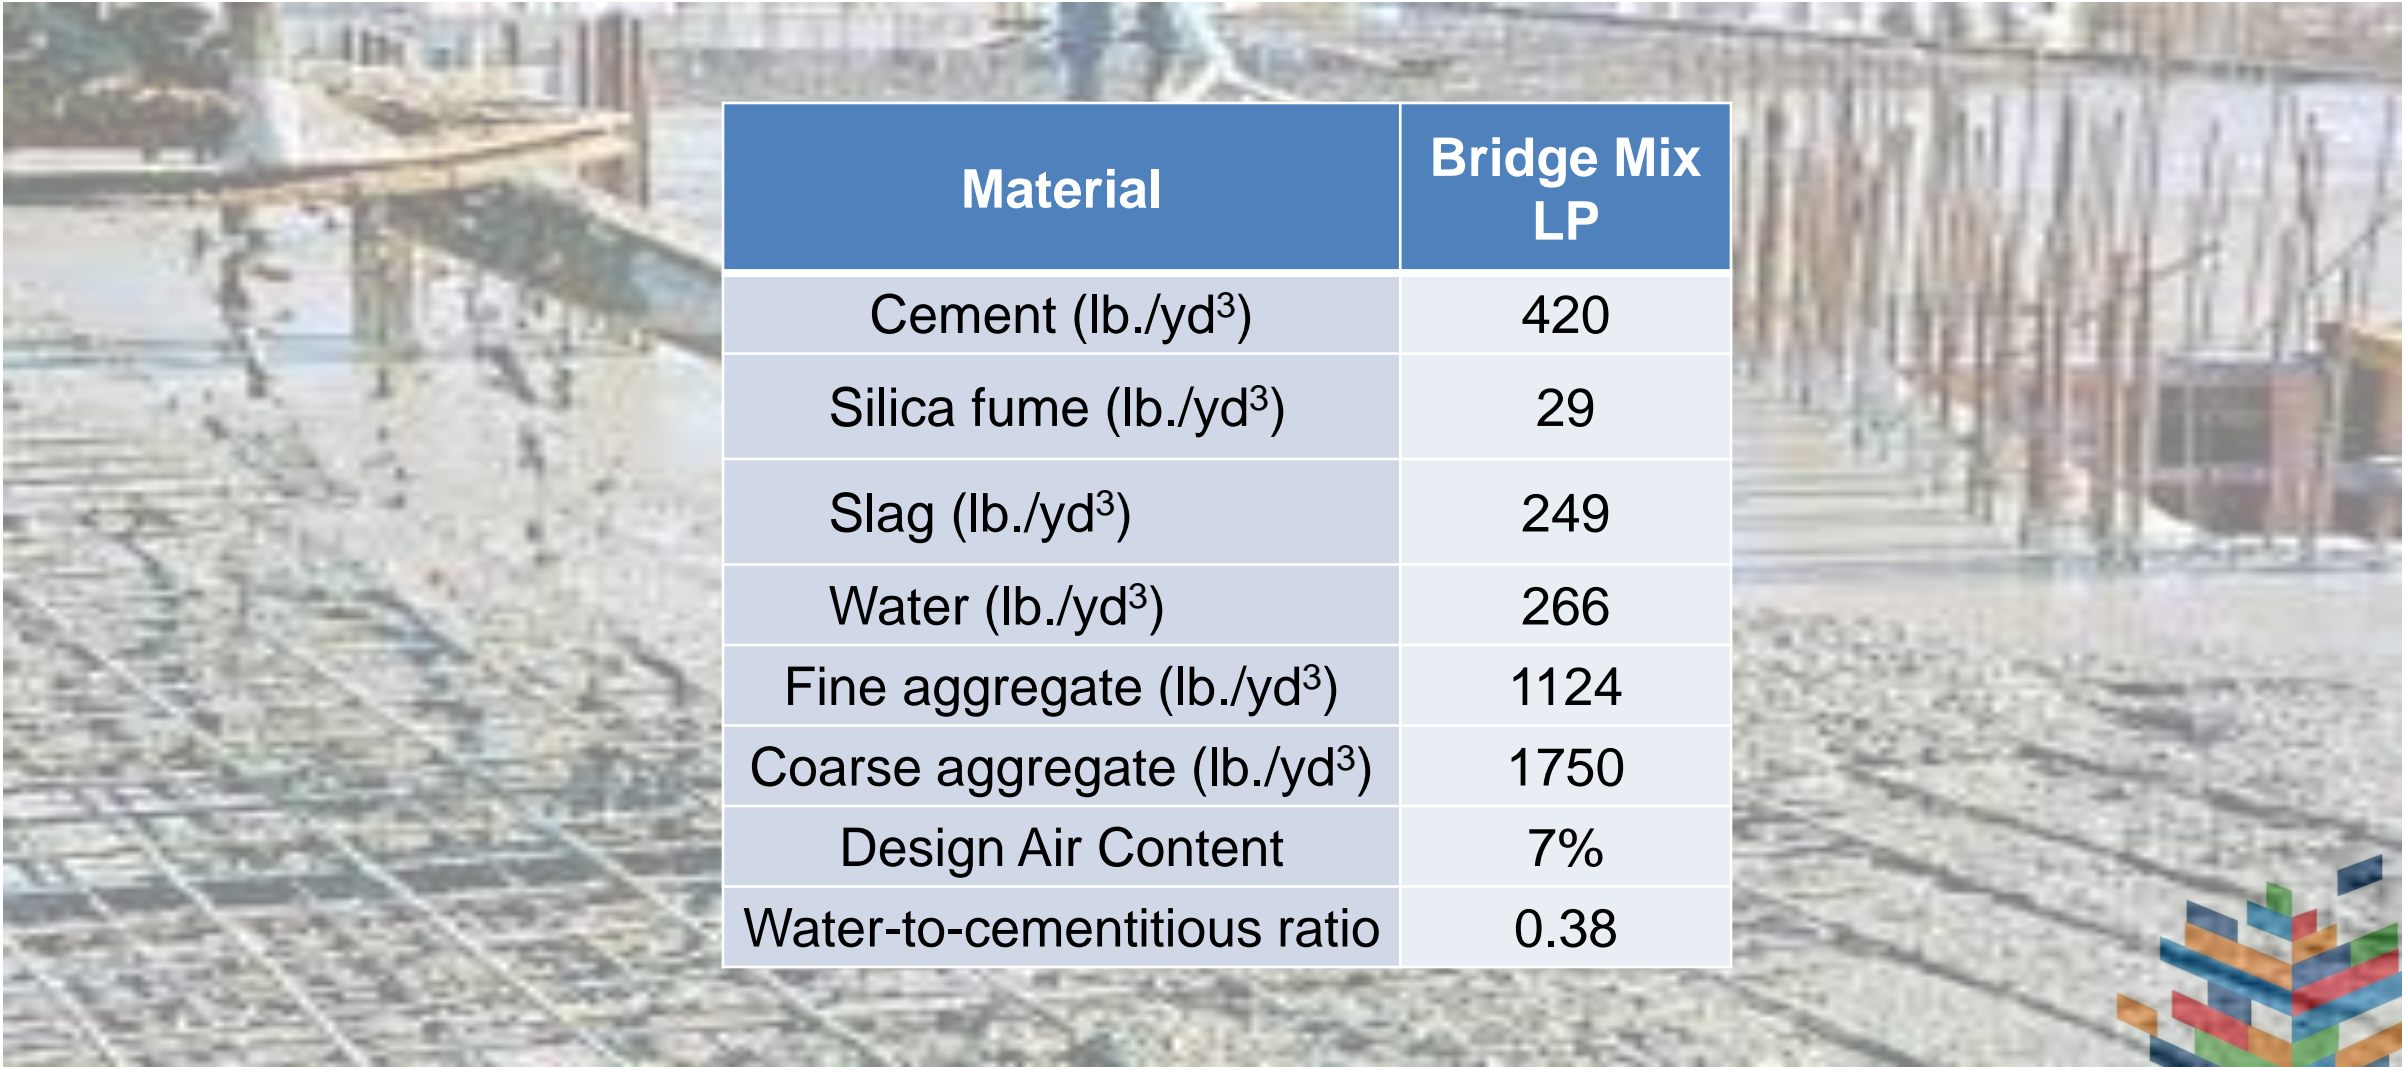 Material
Bridge Mix
LP
Cement (lb./yd³)
420
Silica fume (lb./yd³)
29
Slag (lb./yd³)
249
Water (lb./yd³)
266
Fine aggregate (lb./yd³)
1124
Coarse aggregate (lb./yd³)
1750
Design Air Content
7%
Water-to-cementitious ratio
0.38